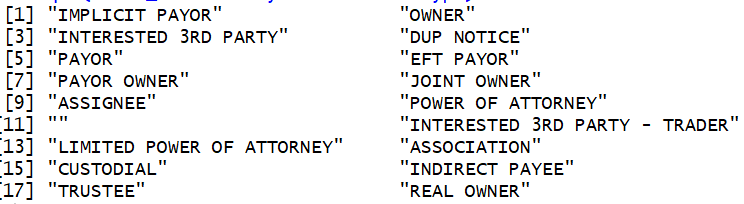 [1] "IMPLICIT PAYOR" "OWNER"
[3] "INTERESTED 3RD PARTY" "DUP NOTICE"
[5] "PAYOR" "EFT PAYOR"
[7] "PAYOR OWNER" "JOINT OWNER"
[9] "ASSIGNEE" "POWER OF ATTORNEY"
[11] "" "INTERESTED 3RD PARTY - TRADER"
[13] "LIMITED POWER OF ATTORNEY" "ASSOCIATION"
[15] "CUSTODIAL" "INDIRECT PAYEE"
[17] "TRUSTEE" "REAL OWNER"